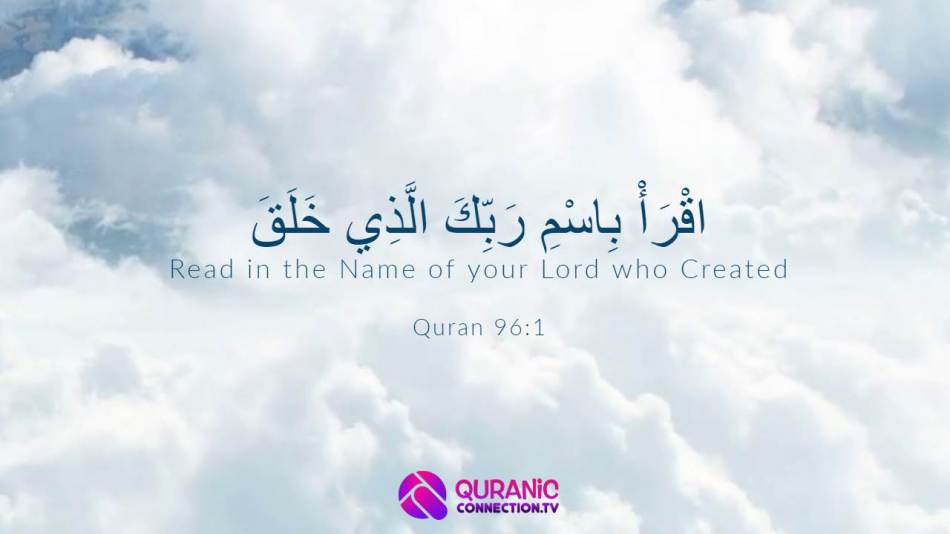 اقْرَأْ بِاسْمِ رَبِّكَ الَّذِي خَلَقَ
Read in the Name of your Lord who Created
Quran 96:1
QURANiC
CONNECTION.TV